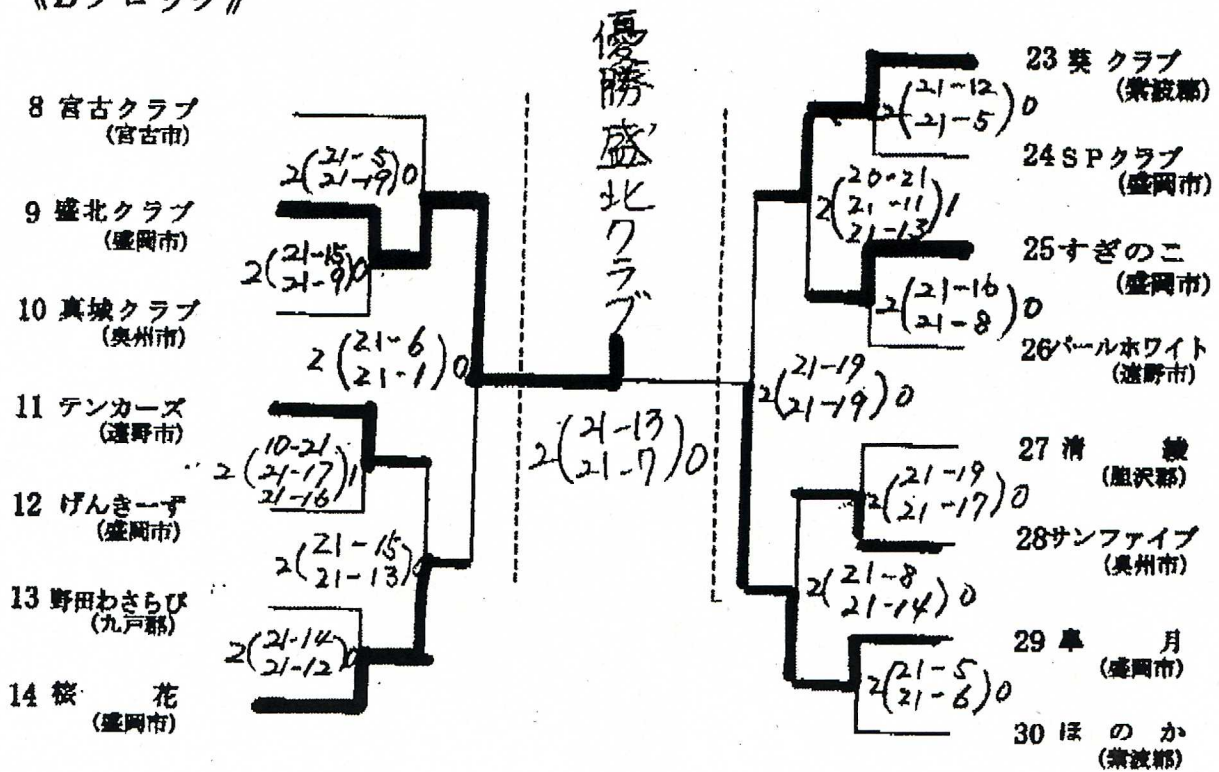 優勝 盛北クラブ
8 宮古クラブ
(宮古市)
2(21-5 21-19)0
9 盛北クラブ
(盛岡市)
2(21-15 21-9)0
10 真城クラブ
(奥州市)
2(21-6 21-1)0
11 テンカーズ
(遠野市)
2(10-21 21-17 21-16)1
12 げんきーず
(盛岡市)
2(21-15 21-13)0
13 野田わさらび
(九戸郡)
2(21-14 21-12)0
14 桜 花
(盛岡市)
2(21-13 21-7)0
23 葵 クラブ
(紫波郡)
2(21-12 21-5)0
24 SPクラブ
(盛岡市)
2(20-21 21-11 21-13)1
25 すぎのこ
(盛岡市)
2(21-16 21-8)0
26 パールホワイト
(遠野市)
2(21-19 21-19)0
27 清
(胆沢郡)
2(21-19 21-17)0
28 サンファイブ
(奥州市)
2(21-8 21-14)0
29 皐 月
(盛岡市)
2(21-5 21-6)0
30 ほ の か
(紫波郡)